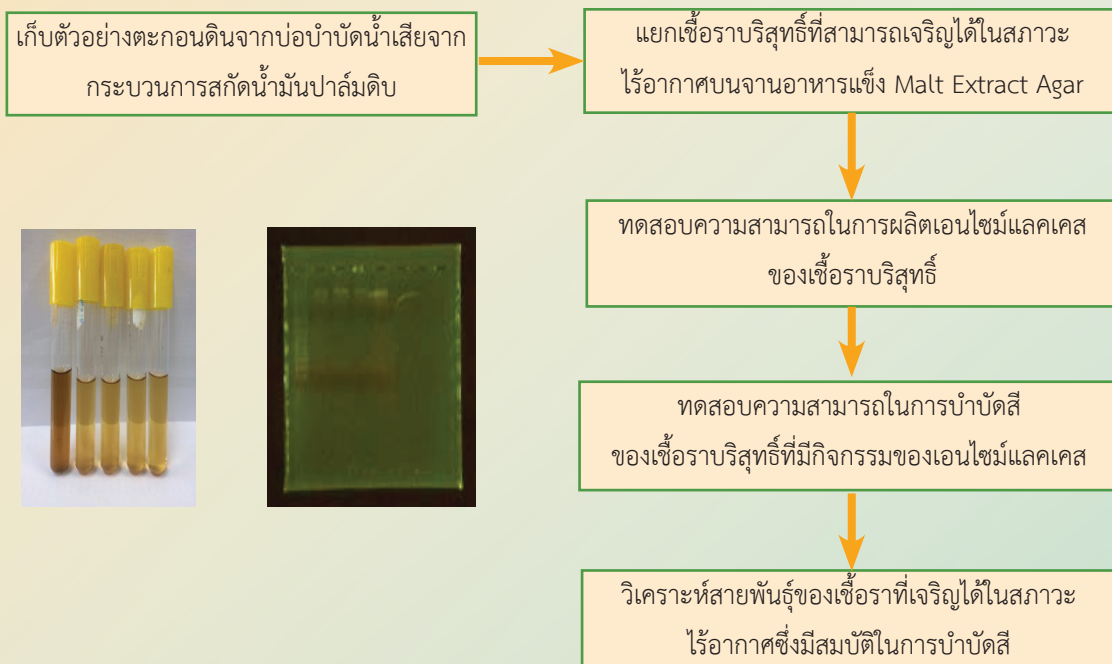 เก็บตัวอย่างตะกอนดินจากบ่อบำบัดน้ำเสียจาก
กระบวนการสกัดน้ำมันปาล์มดิบ
แยกเชื้อราบริสุทธิ์ที่สามารถเจริญได้ในสภาวะ
ไร้อากาศบนจานอาหารแข็ง Malt Extract Agar
ทดสอบความสามารถในการผลิตเอนไซม์แลคเคส
ของเชื้อราบริสุทธิ์
ทดสอบความสามารถในการบำบัดสี
ของเชื้อราบริสุทธิ์ที่มีกิจกรรมของเอนไซม์แลคเคส
วิเคราะห์สายพันธุ์ของเชื้อราที่เจริญได้ในสภาวะ
ไร้อากาศซึ่งมีสมบัติในการบำบัดสี